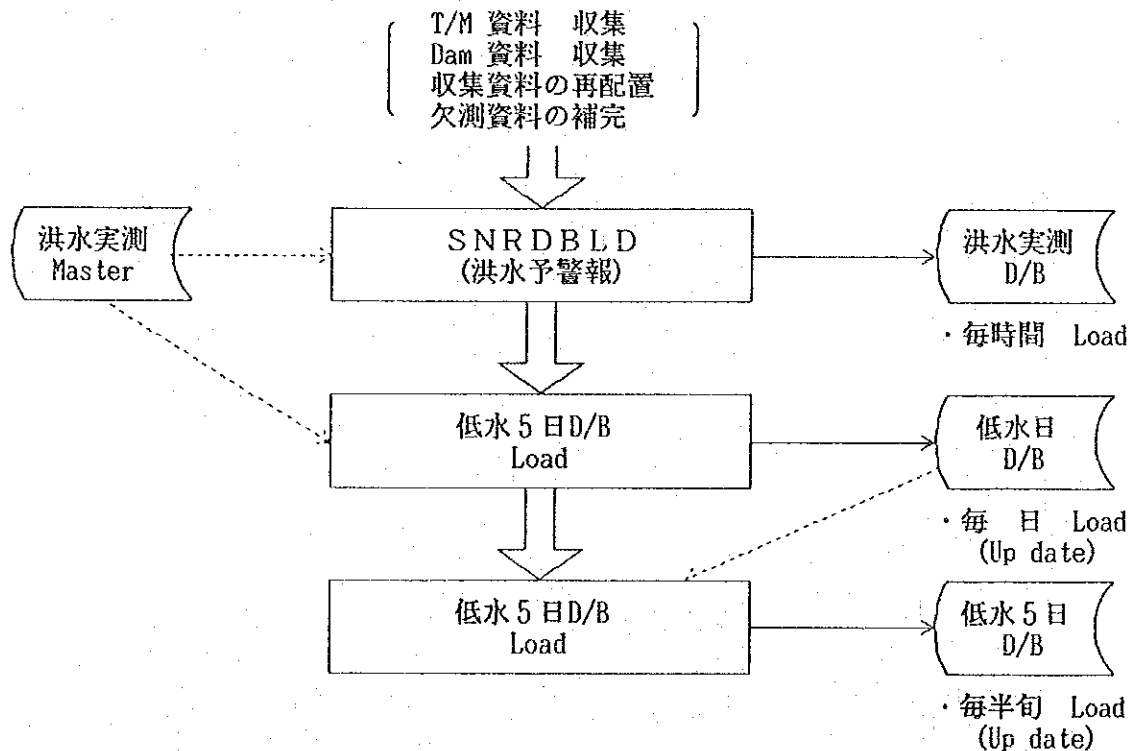 T/M 資料 収集
Dam 資料 収集
収集資料の再配置
欠測資料の補完
洪水実測
Master
SNRDBLD
(洪水予警報)
洪水実測
D/B
・毎時間 Load
低水5日D/B
Load
低水日
D/B
・毎 日 Load
(Up date)
低水5日D/B
Load
低水5日
D/B
・毎半旬 Load
(Up date)